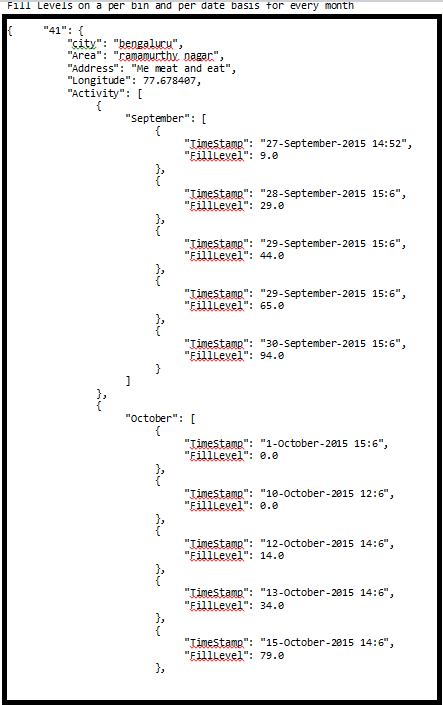 Fill Levels on a per bin and per date basis for every month
{ "41": {
"city": "bengaluru",
"Area": "ramamurthy nagar",
"Address": "Me meat and eat",
"Longitude": 77.678407,
"Activity": [
{
"September": [
{
"TimeStamp": "27-September-2015 14:52",
"FillLevel": 9.0
},
{
"TimeStamp": "28-September-2015 15:6",
"FillLevel": 29.0
},
{
"TimeStamp": "29-September-2015 15:6",
"FillLevel": 44.0
},
{
"TimeStamp": "29-September-2015 15:6",
"FillLevel": 65.0
},
{
"TimeStamp": "30-September-2015 15:6",
"FillLevel": 94.0
}
]
},
{
"October": [
{
"TimeStamp": "1-October-2015 15:6",
"FillLevel": 0.0
},
{
"TimeStamp": "10-October-2015 12:6",
"FillLevel": 0.0
},
{
"TimeStamp": "12-October-2015 14:6",
"FillLevel": 14.0
},
{
"TimeStamp": "13-October-2015 14:6",
"FillLevel": 34.0
},
{
"TimeStamp": "15-October-2015 14:6",
"FillLevel": 79.0
},